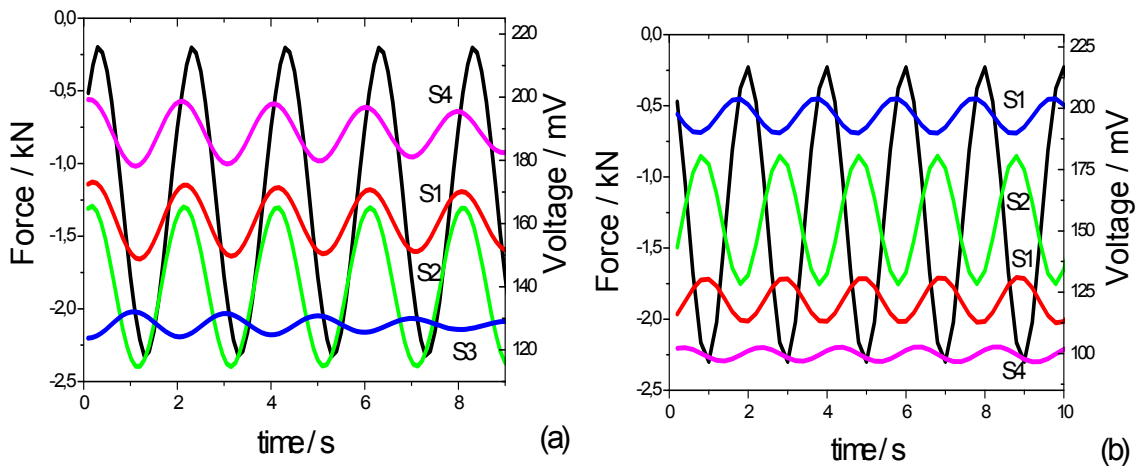 0,0
-0,5
-1,0
-1,5
-2,0
-2,5
Force / kN
0 2 4 6 8
time / s
220
200
180
160
140
120
Voltage / mV
S4
S1
S2
S3
(a)
0,0
-0,5
-1,0
-1,5
-2,0
-2,5
Force / kN
0 2 4 6 8 10
time / s
225
200
175
150
125
100
Voltage / mV
S1
S2
S1
S4
(b)